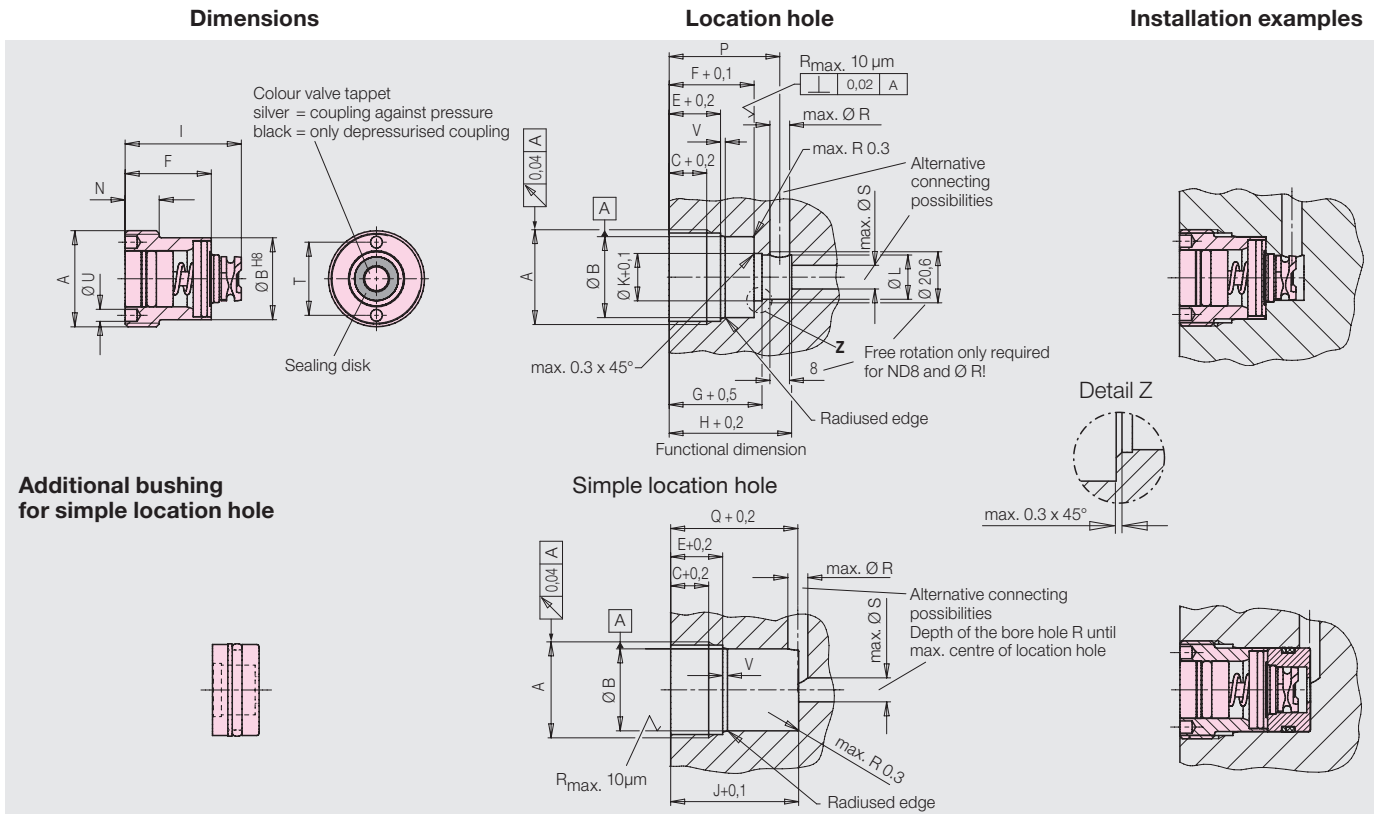 Dimensions
Location hole
Installation examples
Colour valve tappet
silver = coupling against pressure
black = only depressurised coupling
I
F
N
A
Ø U
Ø B H8
T
Sealing disk
P
F + 0,1
E + 0,2
V
C + 0,2
0,04 A
A
A
Ø B
Ø K+0,1
Rmax. 10 µm
⊥ 0,02 A
max. Ø R
max. R 0.3
Alternative
connecting
possibilities
max. Ø S
Ø L
Ø 20,6
Z
Free rotation only required
for ND8 and Ø R!
8
max. 0.3 x 45°
G + 0,5
Radiused edge
H + 0,2
Functional dimension
Detail Z
max. 0.3 x 45°
Additional bushing
for simple location hole
Simple location hole
Q + 0,2
E+0,2
C+0,2
0,04 A
A
A
Ø B
V
max. Ø R
Alternative connecting
possibilities
Depth of the bore hole R until
max. centre of location hole
max. Ø S
max. R 0.3
Rmax. 10µm
J+0,1
Radiused edge